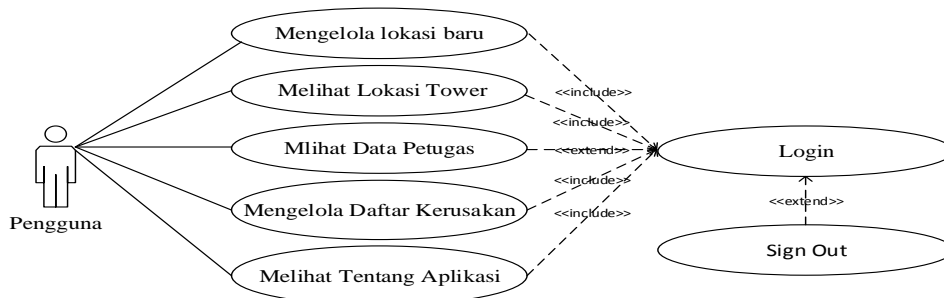 Mengelola lokasi baru
Melihat Lokasi Tower
<<include>>
<<include>>
Mlihat Data Petugas
<<extend>>
Login
<<include>>
Mengelola Daftar Kerusakan
<<extend>>
<<include>>
Pengguna
Sign Out
Melihat Tentang Aplikasi